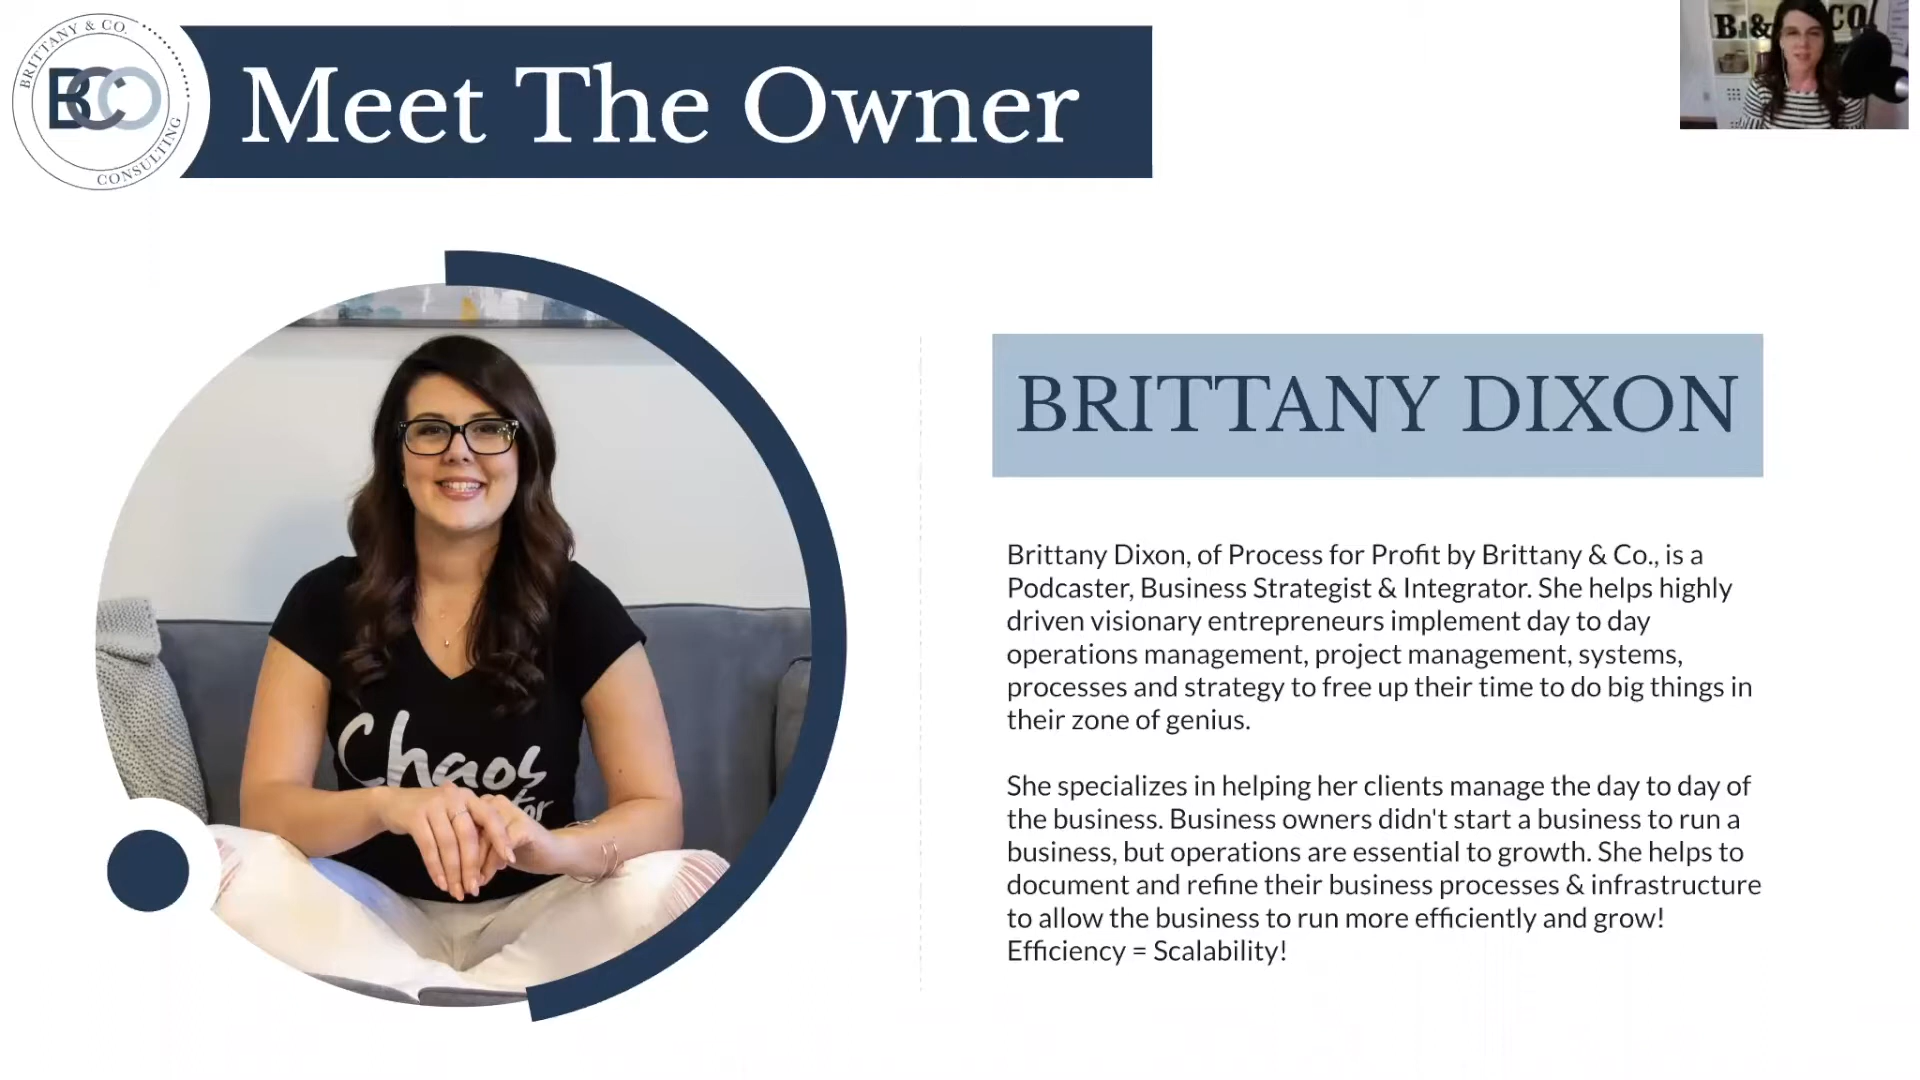 BRITTANY & CO.
BCO
CONSULTING
Meet The Owner
B & CO
BRITTANY DIXON
Chaos
Brittany Dixon, of Process for Profit by Brittany & Co., is a
Podcaster, Business Strategist & Integrator. She helps highly
driven visionary entrepreneurs implement day to day
operations management, project management, systems,
processes and strategy to free up their time to do big things in
their zone of genius.
She specializes in helping her clients manage the day to day of
the business. Business owners didn't start a business to run a
business, but operations are essential to growth. She helps to
document and refine their business processes & infrastructure
to allow the business to run more efficiently and grow!
Efficiency = Scalability!